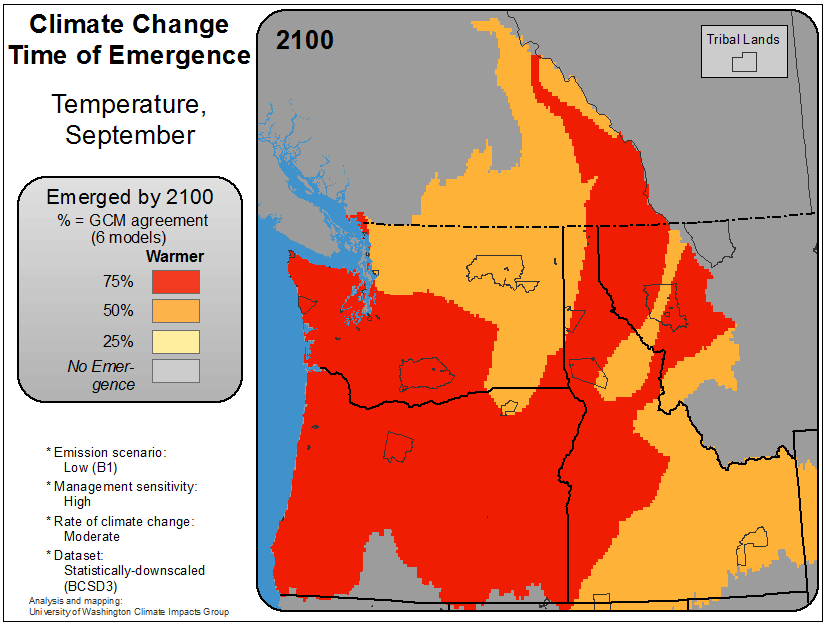 Climate Change
Time of Emergence
Temperature,
September
Emerged by 2100
% = GCM agreement
(6 models)
Warmer
75%
50%
25%
No Emer-
gence
* Emission scenario:
Low (B1)
* Management sensitivity:
High
* Rate of climate change:
Moderate
* Dataset:
Statistically-downscaled
(BCSD3)
Analysis and mapping:
University of Washington Climate Impacts Group
2100
Tribal Lands